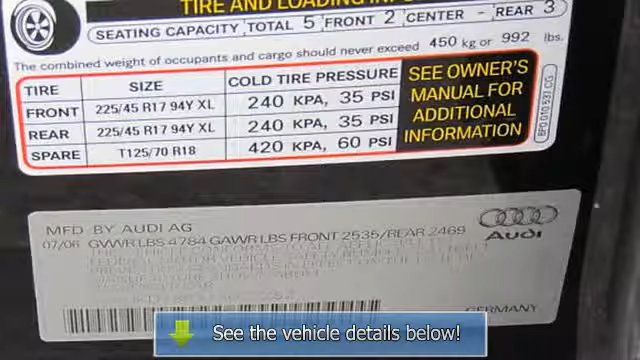 TIRE AND LOADING
SEATING CAPACITY TOTAL 5 FRONT 2 CENTER - REAR 3
The combined weight of occupants and cargo should never exceed 450 kg or 992 lbs.
TIRE SIZE COLD TIRE PRESSURE
FRONT 225/45 R17 94Y XL 240 KPA, 35 PSI
REAR 225/45 R17 94Y XL 240 KPA, 35 PSI
SPARE T125/70 R18 420 KPA, 60 PSI
SEE OWNER'S
MANUAL FOR
ADDITIONAL
INFORMATION
MFD BY AUDI AG
07/06 GVWR LBS 4784 GAWR LBS FRONT 2535/REAR 2469
Audi
GERMANY
See the vehicle details below!